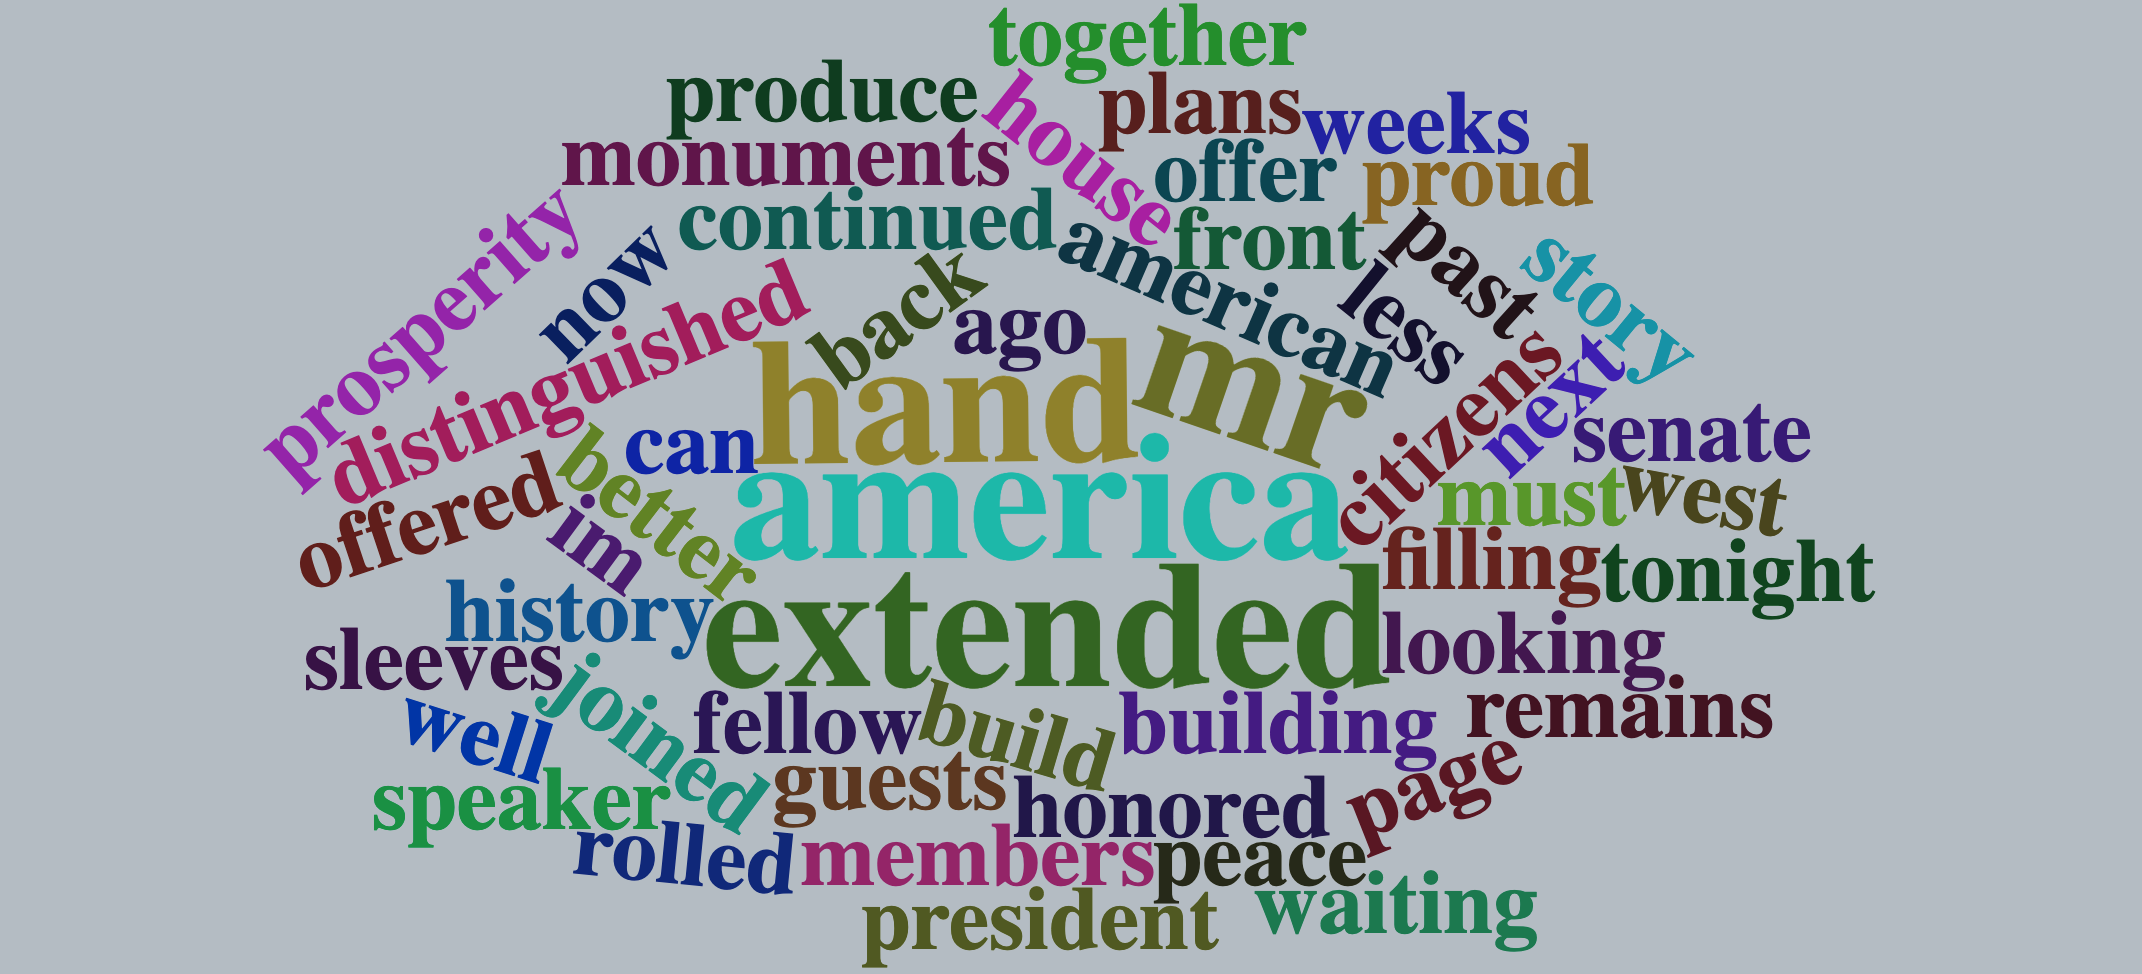 together
produce
house
plans
weeks
monuments
offer
proud
prosperity
now
continued
american
front
past
story
distinguished
back
ago
less
hand
mr
citizens
next
senate
can
better
offered
im
america
must
west
filling
tonight
history
extended
looking
sleeves
joined
well
fellow
build
building
remains
speaker
guests
honored
page
rolled
members
peace
president
waiting